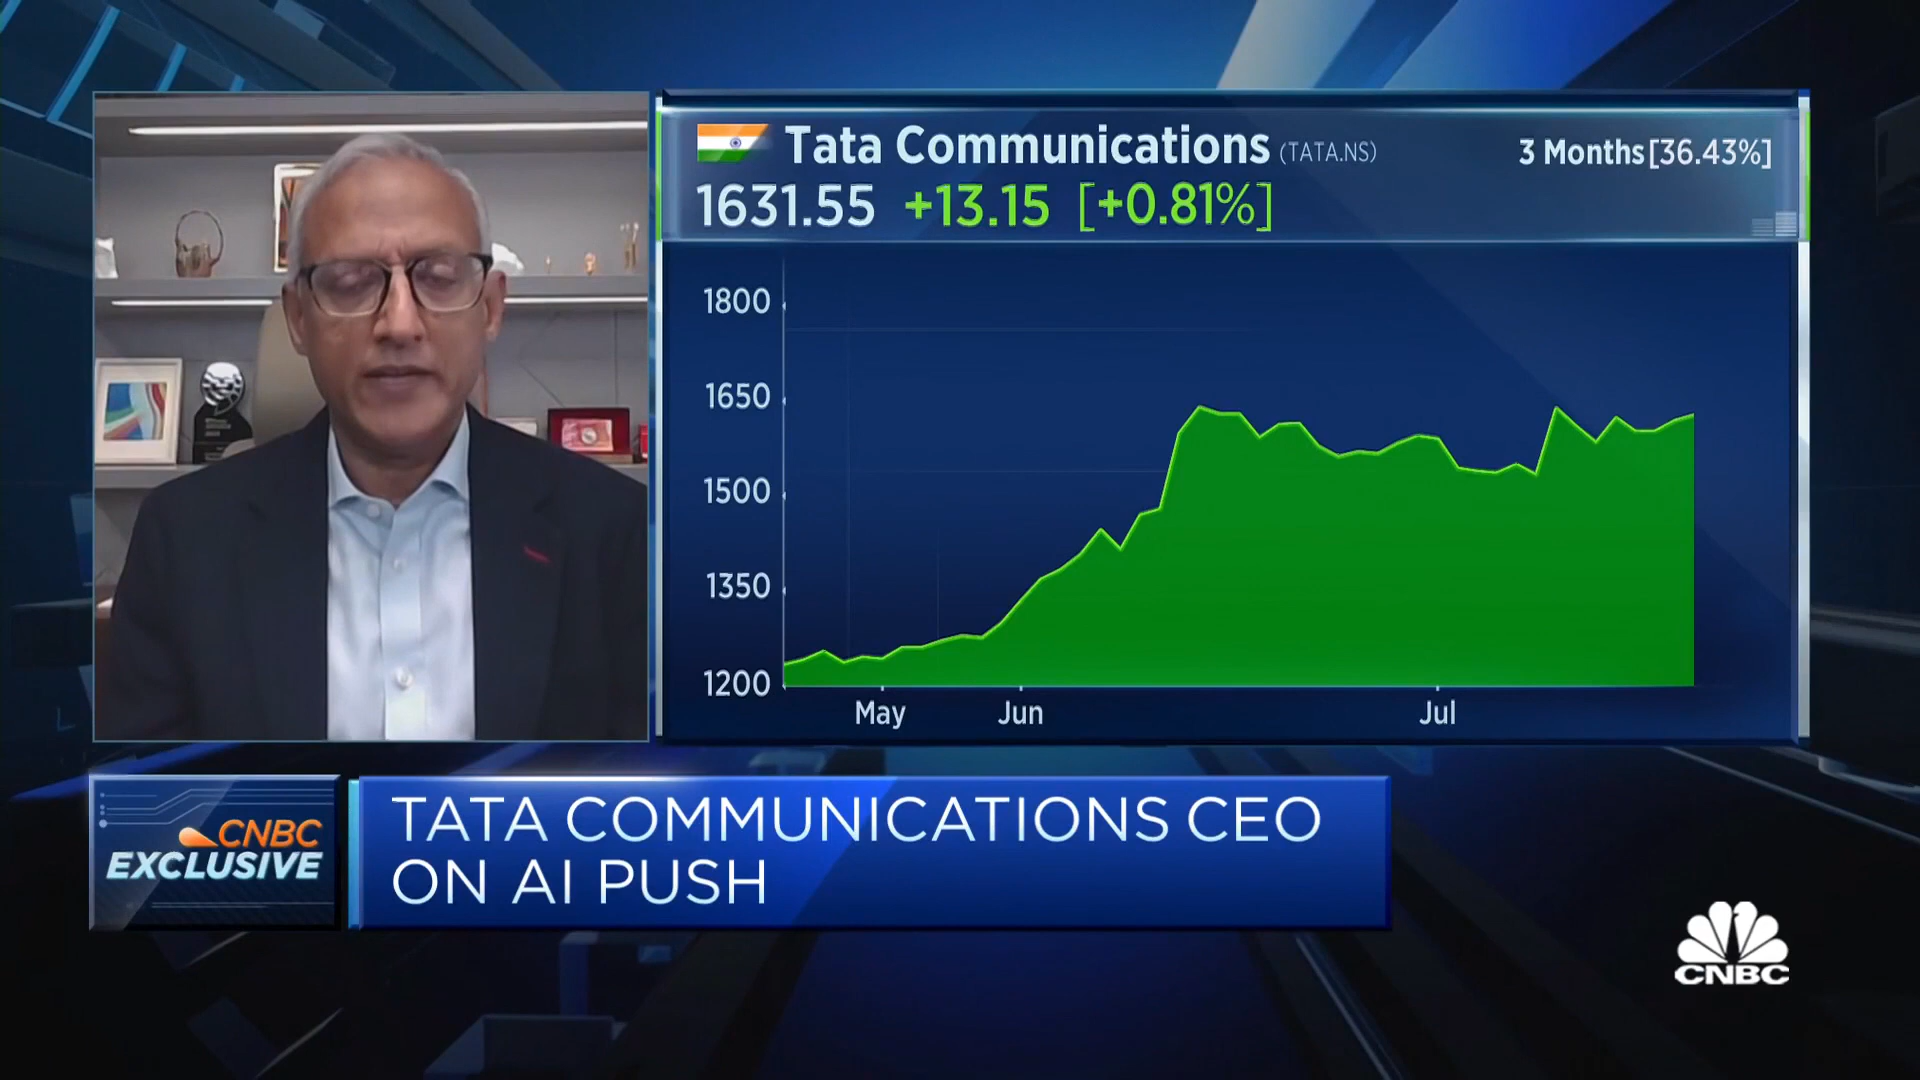 Tata Communications (TATA.NS) 3 Months[36.43%]
1631.55 +13.15 [+0.81%]
1800
1650
1500
1350
1200
May Jun Jul
CNBC
EXCLUSIVE
TATA COMMUNICATIONS CEO
ON AI PUSH
CNBC